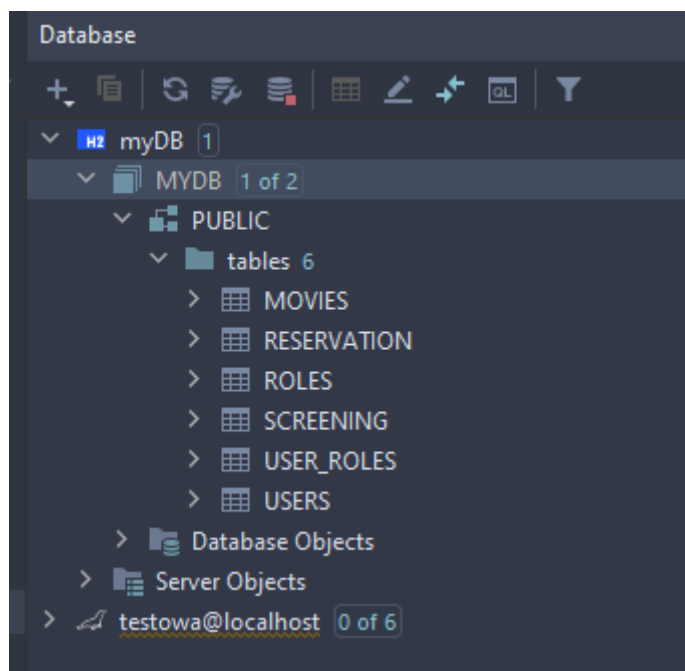 Database
QL
H2 myDB 1
MYDB 1 of 2
PUBLIC
tables 6
MOVIES
RESERVATION
ROLES
SCREENING
USER_ROLES
USERS
Database Objects
Server Objects
testowa@localhost 0 of 6